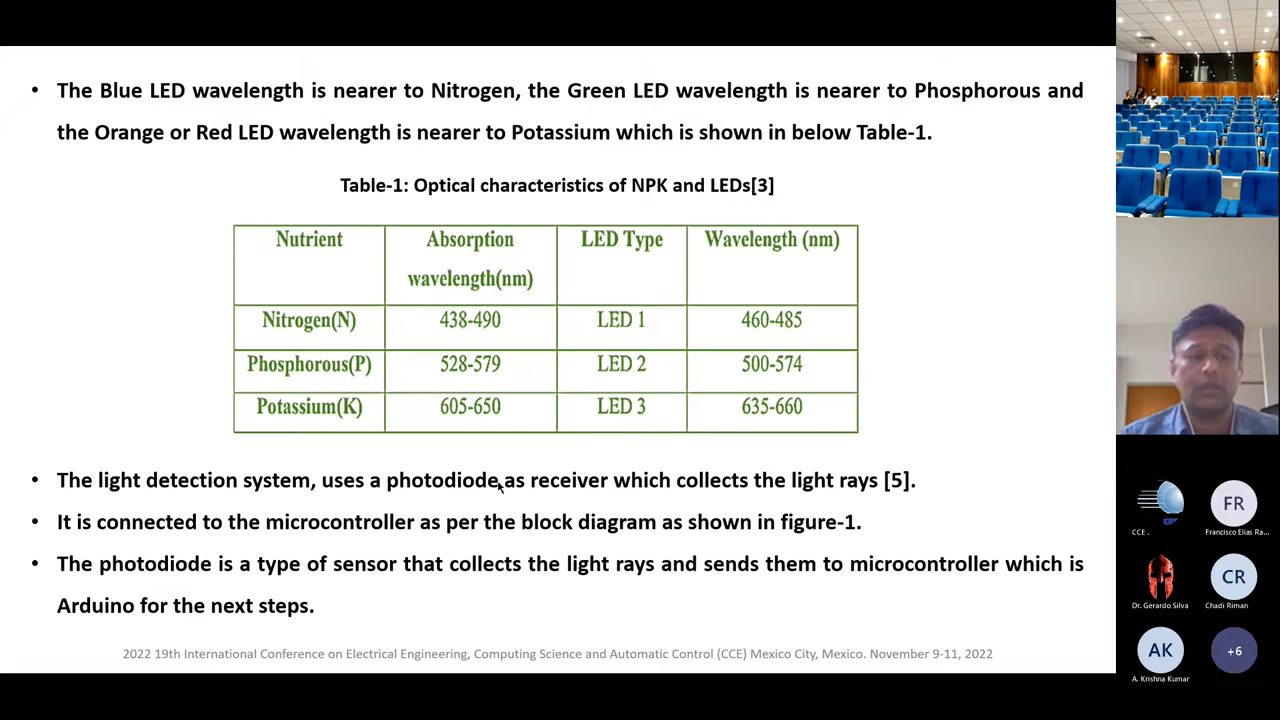 • The Blue LED wavelength is nearer to Nitrogen, the Green LED wavelength is nearer to Phosphorous and
the Orange or Red LED wavelength is nearer to Potassium which is shown in below Table-1.
Table-1: Optical characteristics of NPK and LEDs[3]
Nutrient Absorption LED Type Wavelength (nm)
wavelength(nm)
Nitrogen(N) 438-490 LED 1 460-485
Phosphorous(P) 528-579 LED 2 500-574
Potassium(K) 605-650 LED 3 635-660
• The light detection system, uses a photodiode as receiver which collects the light rays [5].
• It is connected to the microcontroller as per the block diagram as shown in figure-1.
• The photodiode is a type of sensor that collects the light rays and sends them to microcontroller which is
Arduino for the next steps.
2022 19th International Conference on Electrical Engineering, Computing Science and Automatic Control (CCE) Mexico City, Mexico. November 9-11, 2022
FR
CCE .
Francisco Elias Ra...
CR
Dr. Gerardo Silva
Chadi Riman
AK
+6
A. Krishna Kumar